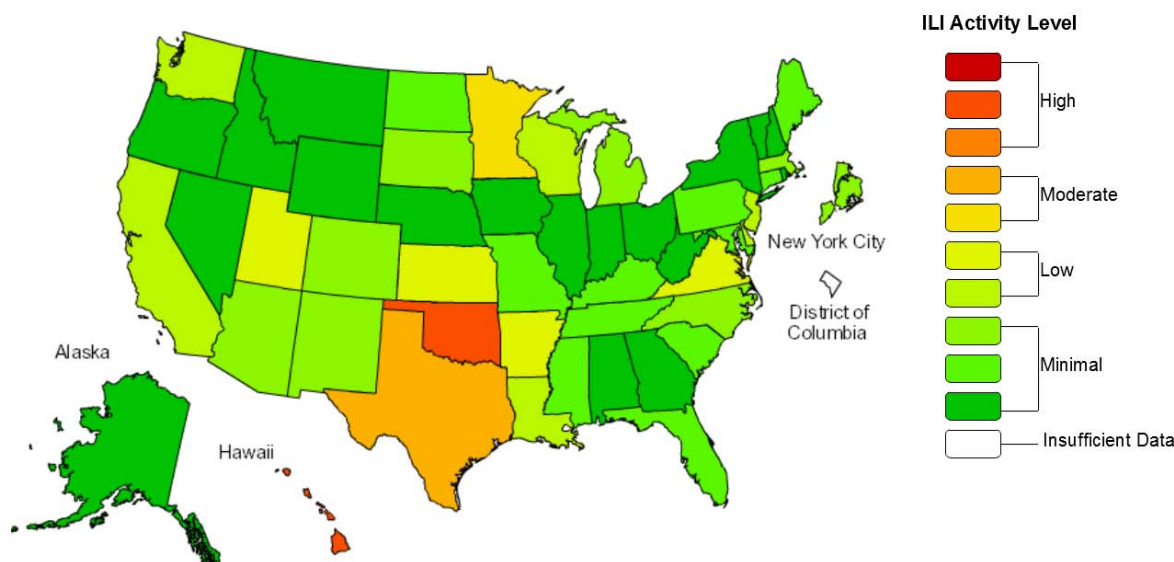 ILI Activity Level
High
Moderate
Low
Minimal
Insufficient Data
New York City
District of
Columbia
Alaska
Hawaii